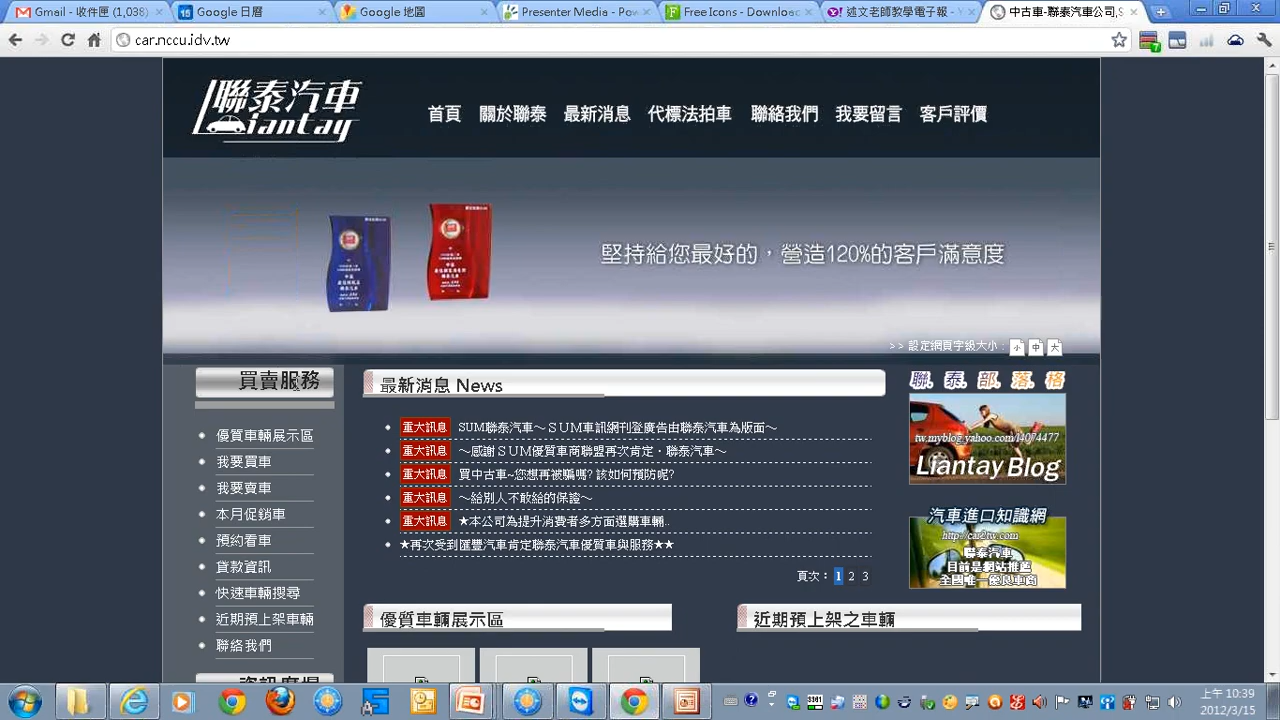 Gmail - 收件匣 (1,038)
Google 日曆
Google 地圖
Presenter Media - Pow
Free Icons - Download
述文老師教學電子報 - Y
中古車-聯泰汽車公司,S
car.nccu.idv.tw
聯泰汽車
Liantay
首頁 關於聯泰 最新消息 代標法拍車 聯絡我們 我要留言 客戶評價
堅持給您最好的，營造120%的客戶滿意度
>> 設定網頁字級大小 : 小 中 大
買賣服務
優質車輛展示區
我要買車
我要賣車
本月促銷車
預約看車
貸款資訊
快速車輛搜尋
近期預上架車輛
聯絡我們
資訊廣場
最新消息 News
重大訊息 SUM聯泰汽車～ＳＵＭ車訊網刊登廣告由聯泰汽車為版面～
重大訊息 ～感謝ＳＵＭ優質車商聯盟再次肯定‧聯泰汽車～
重大訊息 買中古車~您想再被騙嗎? 該如何預防呢?
重大訊息 ～給別人不敢給的保證～
重大訊息 ★本公司為提升消費者多方面選購車輛..
★再次受到匯豐汽車肯定聯泰汽車優質車與服務★★
頁次： 1 2 3
優質車輛展示區
近期預上架之車輛
聯泰部落格
tw.myblog.yahoo.com/l4074477
Liantay Blog
汽車進口知識網
http://car2tw.com
聯泰汽車
目前是網站推薦
上午 10:39
2012/3/15